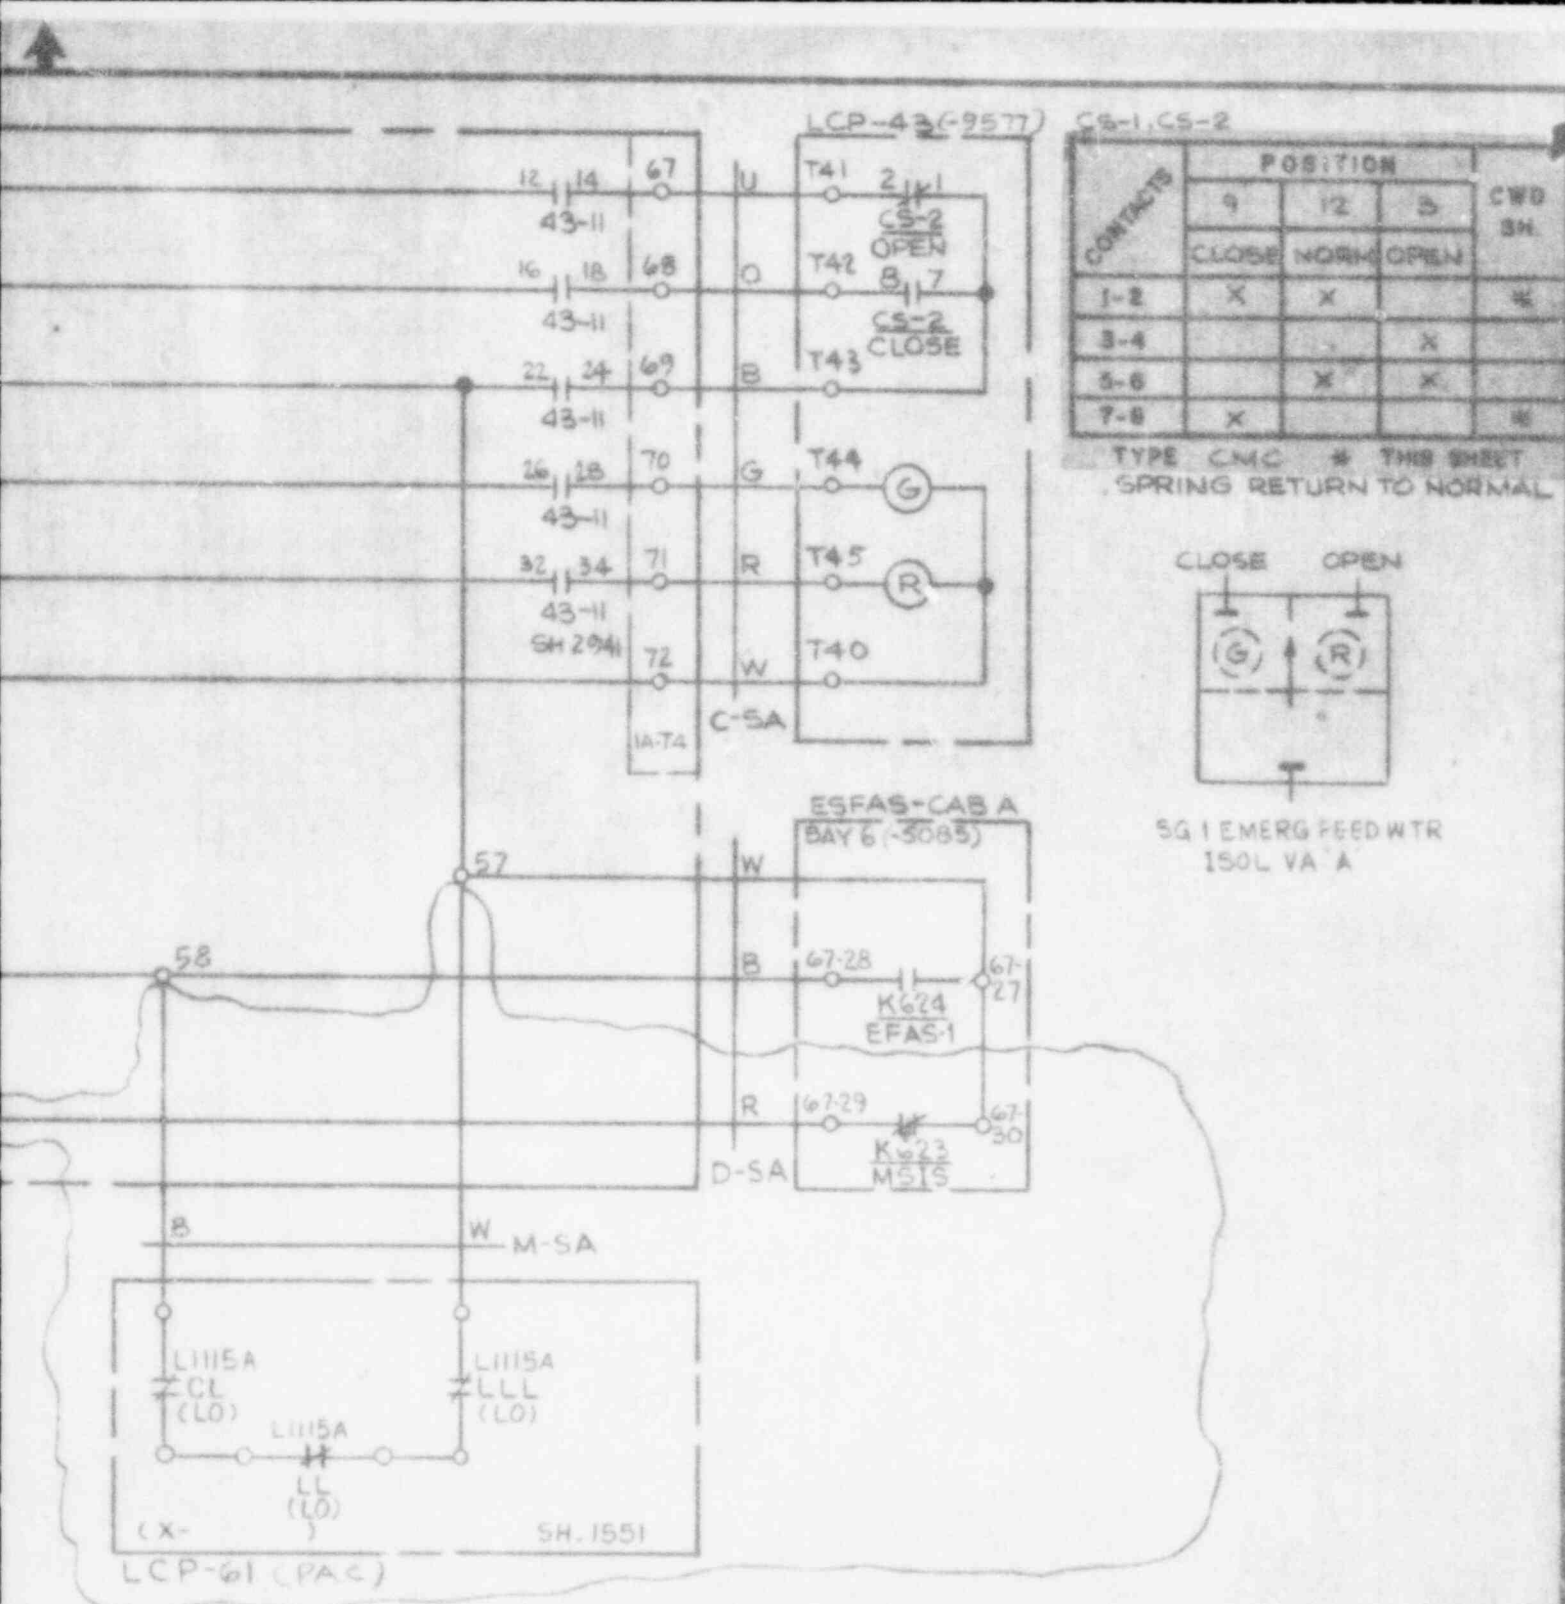 LCP-43(-9577)
CS-1, CS-2
12 14
43-11
67
U
T41
2 1
CS-2
OPEN
16 18
43-11
68
O
T42
8 7
CS-2
CLOSE
22 24
43-11
69
B
T43
26 28
43-11
70
G
T44
G
32 34
43-11
SH 2941
71
R
T45
R
72
W
T40
C-SA
1A-T4
CONTACTS
POSITION
CWD
SH.
9 12 3
CLOSE NORM OPEN
1-2 X X *
3-4 X
5-6 X X
7-8 X *
TYPE CMC * THIS SHEET
SPRING RETURN TO NORMAL
CLOSE OPEN
G R
SG 1 EMERG FEEDWTR
ISOL VA 'A'
ESFAS-CAB A
BAY 6 (-5085)
57
W
58
B
67-28
67-
27
K624
EFAS-1
R
67-29
67-
30
K623
MSIS
D-SA
B
W
M-SA
L1115A
CL
(LO)
L1115A
LLL
(LO)
L1115A
LL
(LO)
(X- )
SH. 1551
LCP-61 (PAC)